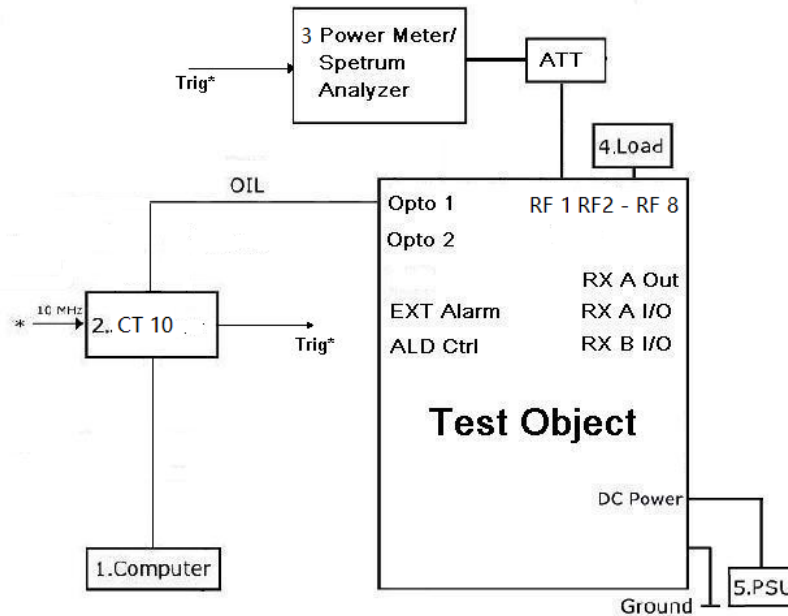 3 Power Meter/
Spetrum
Analyzer
ATT
Trig*
4.Load
OIL
Opto 1
RF 1 RF2 - RF 8
Opto 2
RX A Out
10 MHz
*
2.. CT 10
EXT Alarm
RX A I/O
Trig*
ALD Ctrl
RX B I/O
Test Object
DC Power
1.Computer
5.PSU
Ground